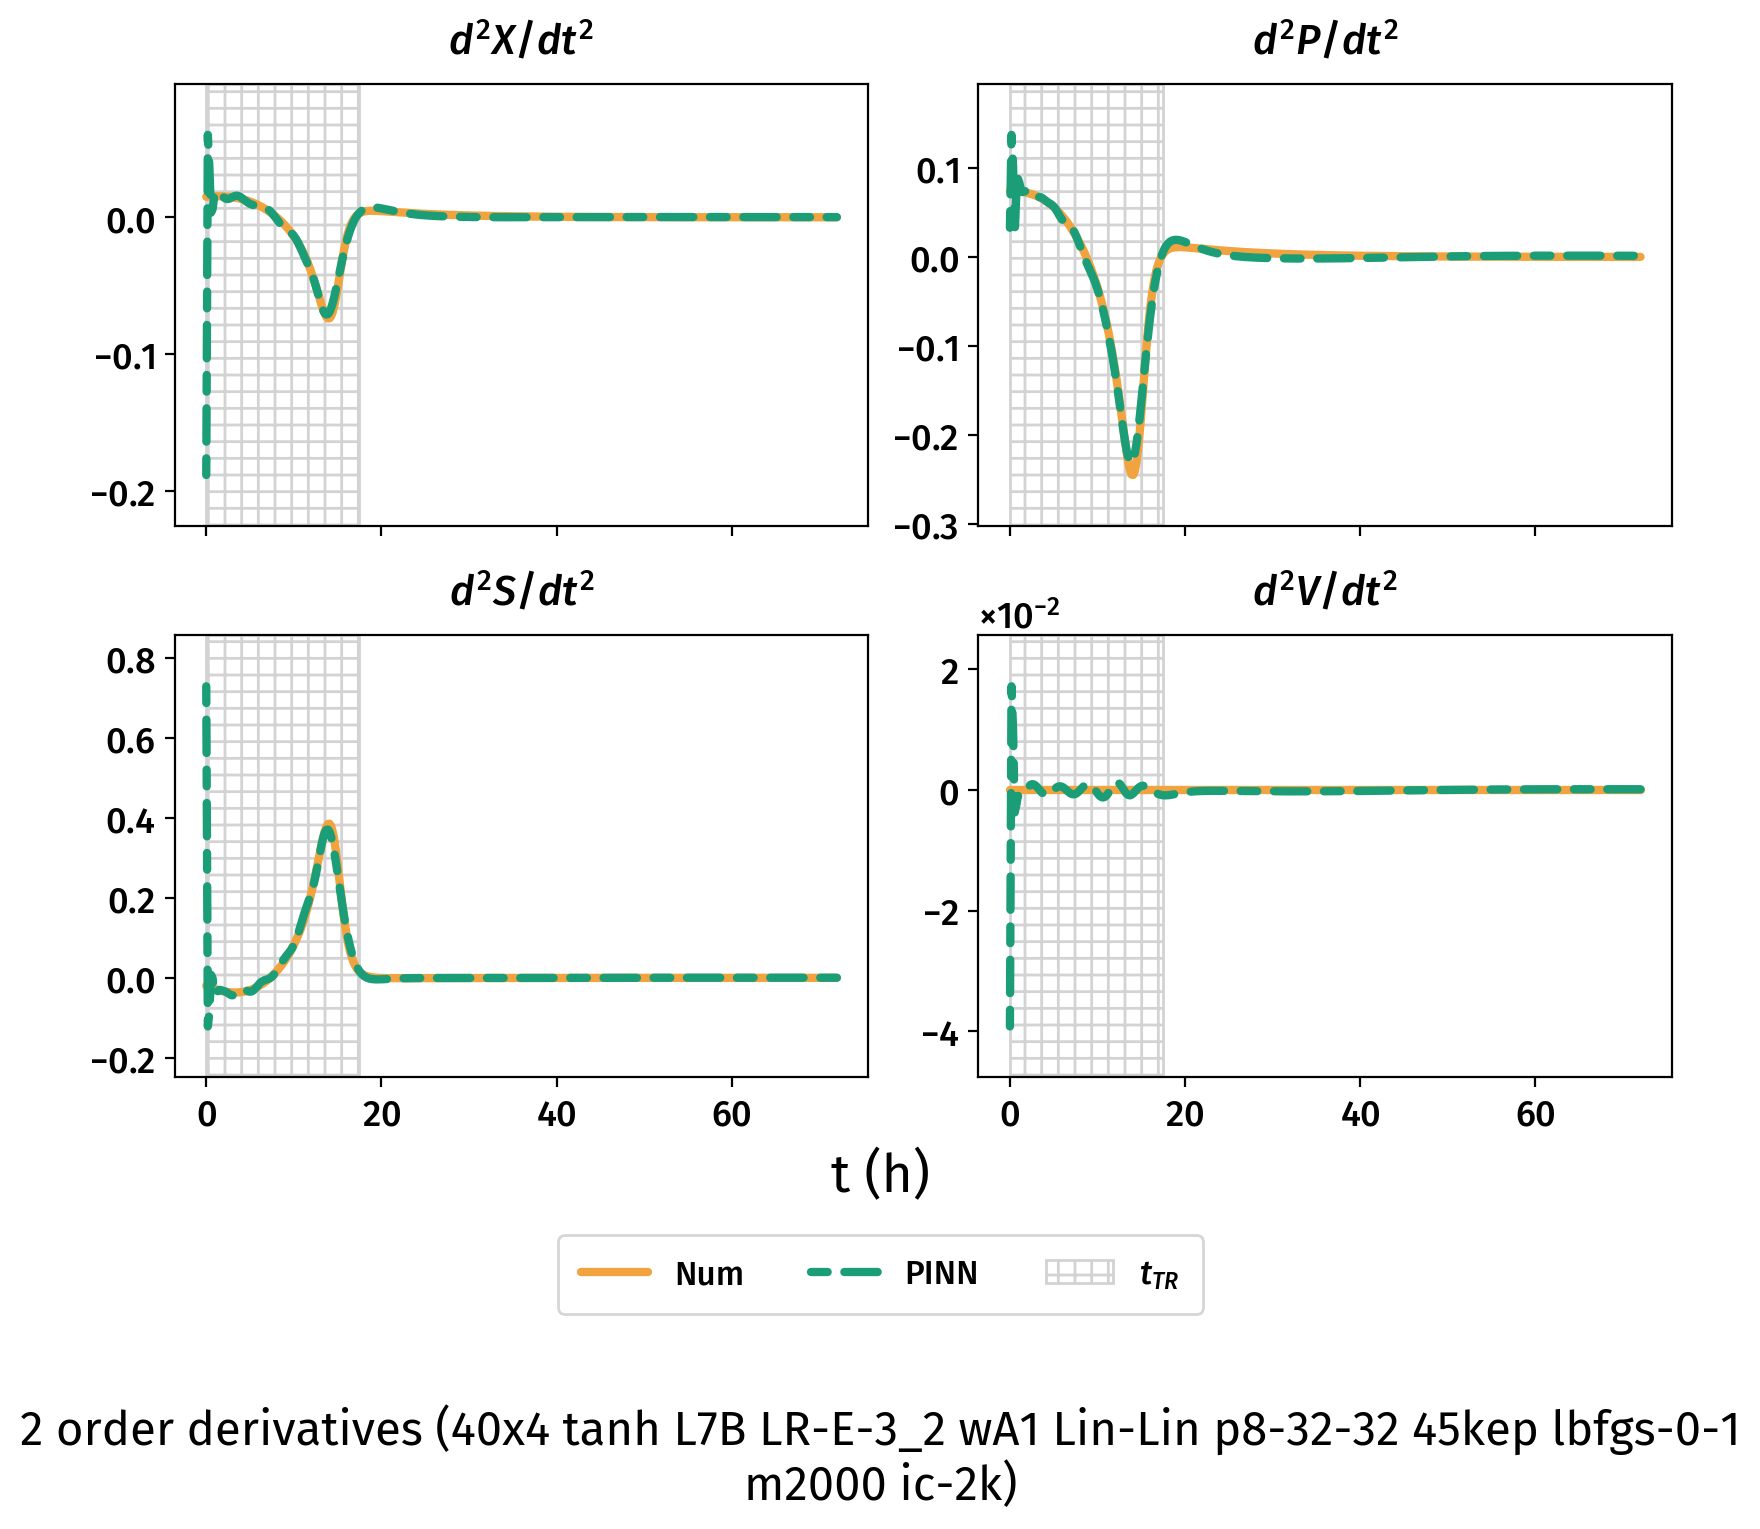 d²X/dt²
d²P/dt²
0.0
−0.1
−0.2
0.1
0.0
−0.1
−0.2
−0.3
d²S/dt²
d²V/dt²
×10⁻²
0.8
0.6
0.4
0.2
0.0
−0.2
2
0
−2
−4
0 20 40 60
0 20 40 60
t (h)
Num PINN t_TR
2 order derivatives (40x4 tanh L7B LR-E-3_2 wA1 Lin-Lin p8-32-32 45kep lbfgs-0-1
m2000 ic-2k)